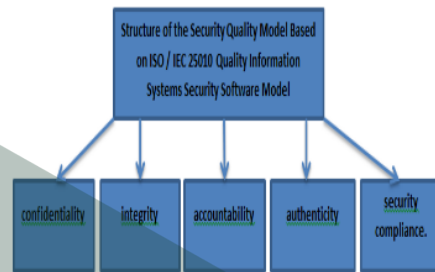 Structure of the Security Quality Model Based
on ISO / IEC 25010 Quality Information
Systems Security Software Model
confidentiality
integrity
accountability
authenticity
security
compliance.